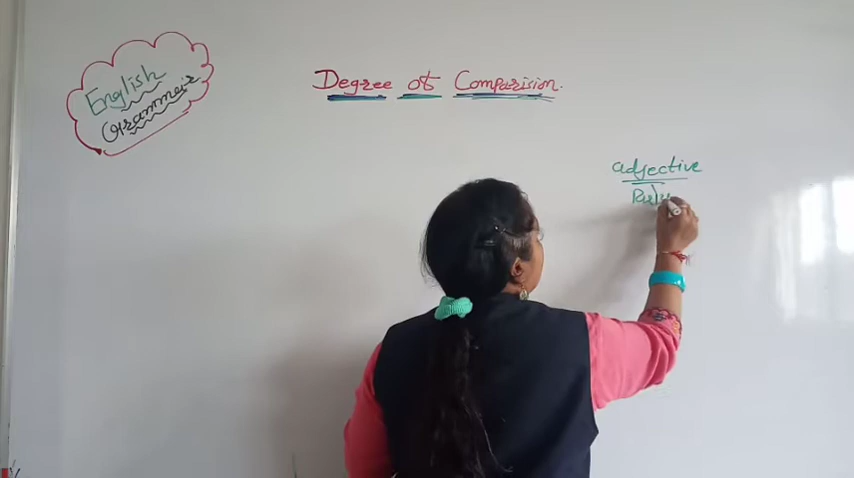 English
Grammar
Degree of Comparision.
adjective